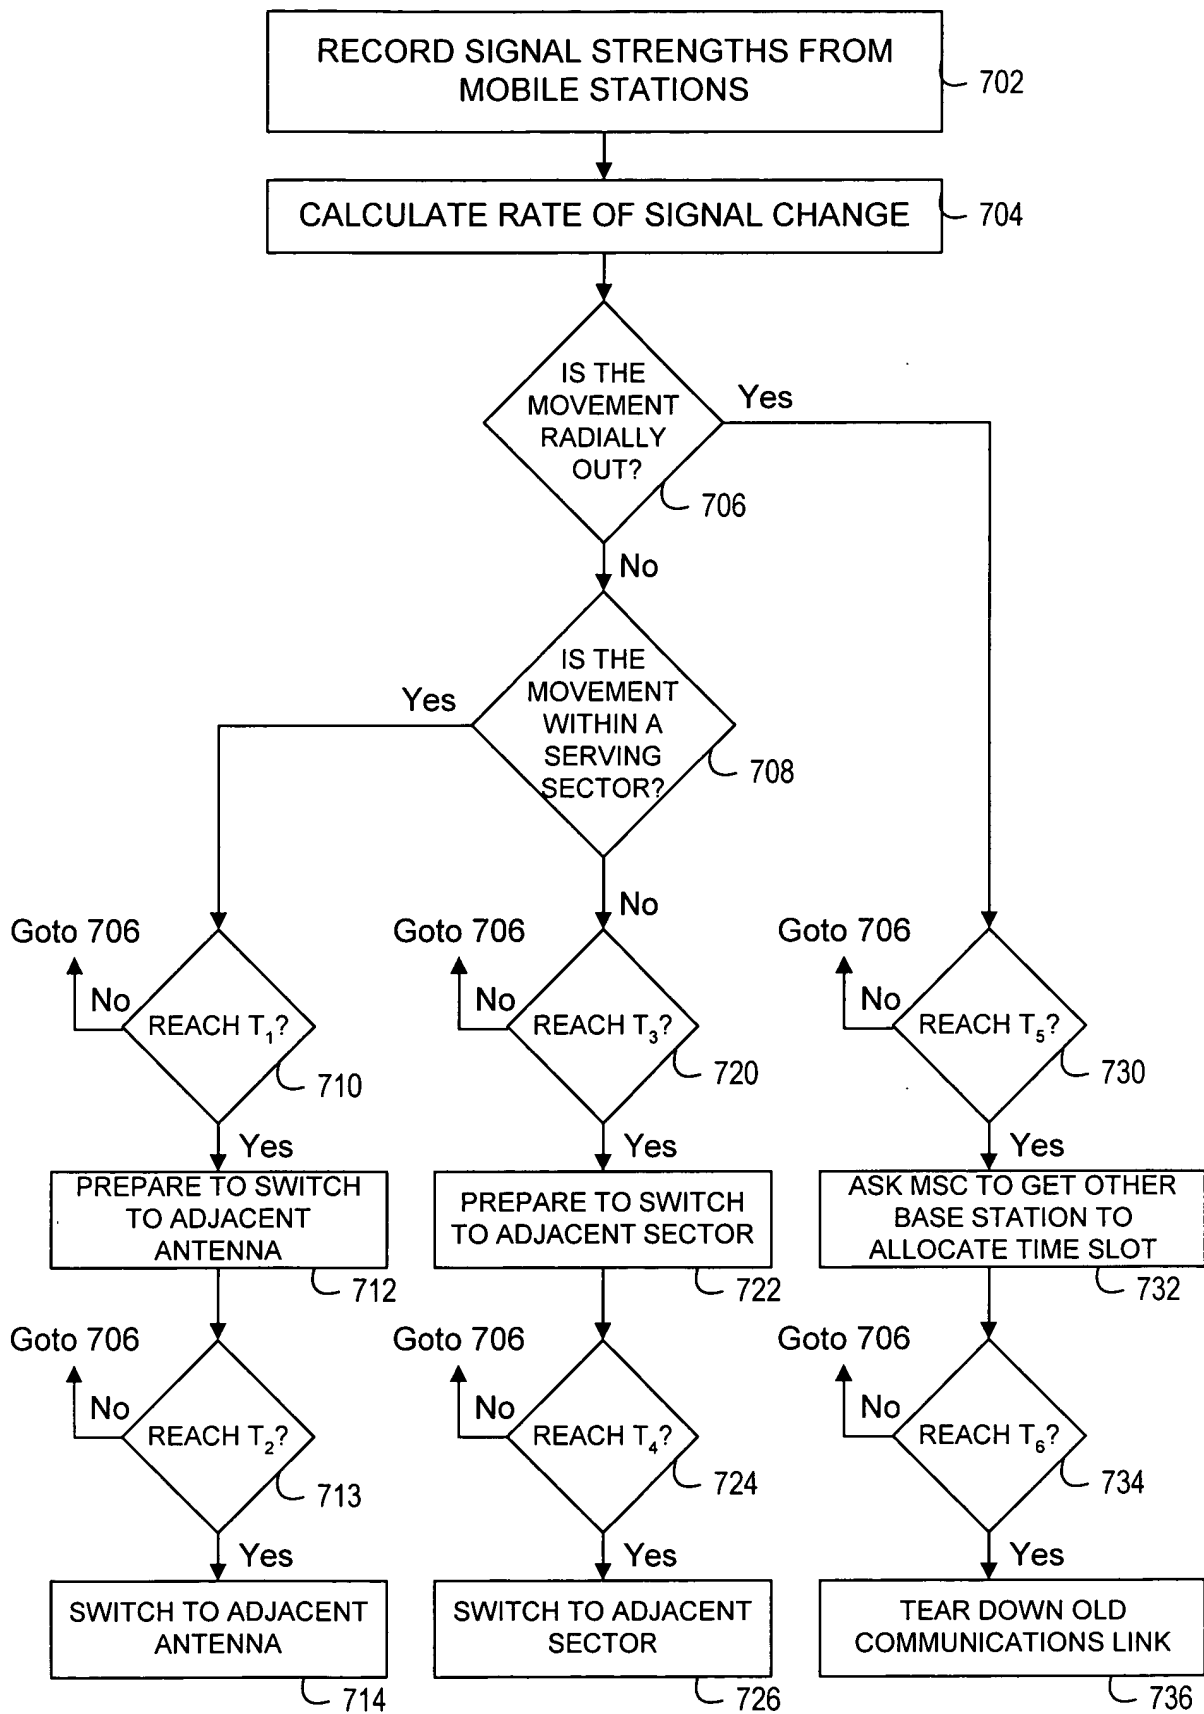 RECORD SIGNAL STRENGTHS FROM
MOBILE STATIONS
702
CALCULATE RATE OF SIGNAL CHANGE
704
IS THE
MOVEMENT
RADIALLY
OUT?
Yes
706
No
IS THE
MOVEMENT
WITHIN A
SERVING
SECTOR?
Yes
708
No
Goto 706
No
REACH T1?
710
Yes
Goto 706
No
REACH T3?
720
Yes
Goto 706
No
REACH T5?
730
Yes
PREPARE TO SWITCH
TO ADJACENT
ANTENNA
712
PREPARE TO SWITCH
TO ADJACENT SECTOR
722
ASK MSC TO GET OTHER
BASE STATION TO
ALLOCATE TIME SLOT
732
Goto 706
No
REACH T2?
713
Yes
Goto 706
No
REACH T4?
724
Yes
Goto 706
No
REACH T6?
734
Yes
SWITCH TO ADJACENT
ANTENNA
714
SWITCH TO ADJACENT
SECTOR
726
TEAR DOWN OLD
COMMUNICATIONS LINK
736